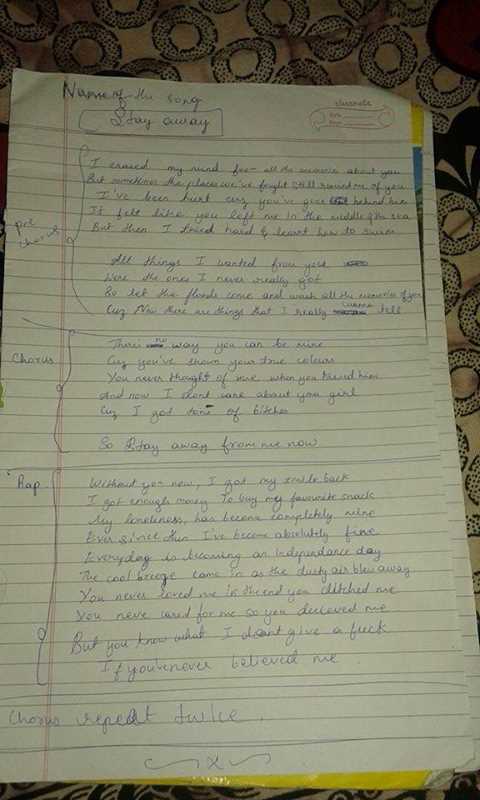 Name of the song
classmate
Stay away
I erased my mind for all the memories about you
But sometimes the places we've fought still remind me of you
I've been hurt cuz you've gone behind me
It felt like you left me in the middle of the sea
But then I tried hard & learnt how to swim
pre chorus
All things I wanted from you
Were the ones I never really got
So let the floods come and wash all the memories of you
Cuz Now there are things that I really wanna tell
Chorus
There's no way you can be mine
Cuz you've shown your true colours
You never thought of me when you kissed him
And now I dont care about you girl
Cuz I got tons of bitches
So Stay away from me now
Rap
Without you now, I got my smile back
I got enough money To buy my favourite snack
My loneliness, has become completely mine
Ever since then I've become absolutely fine
Everyday is becoming an Independance day
The cool breeze came in as the dusty air blew away
You never loved me in the end you ditched me
You neve cared for me so you deceived me
But you know what I don't give a fuck
If you've never believed me
Chorus repeat twice.
x